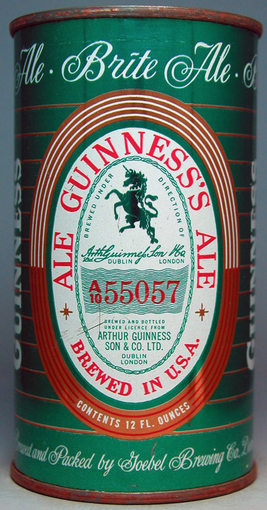 Ale · Brite Ale · B
GUINNESS'S
ALE ALE
BREWED UNDER DIRECTION OF
Arthur Guinness Son & Co.
DUBLIN LONDON
A/10 55057
BREWED AND BOTTLED
UNDER LICENCE FROM
ARTHUR GUINNESS
SON & CO. LTD.
DUBLIN
LONDON
BREWED IN U.S.A.
CONTENTS 12 FL. OUNCES
and Packed by Goebel Brewing Co.